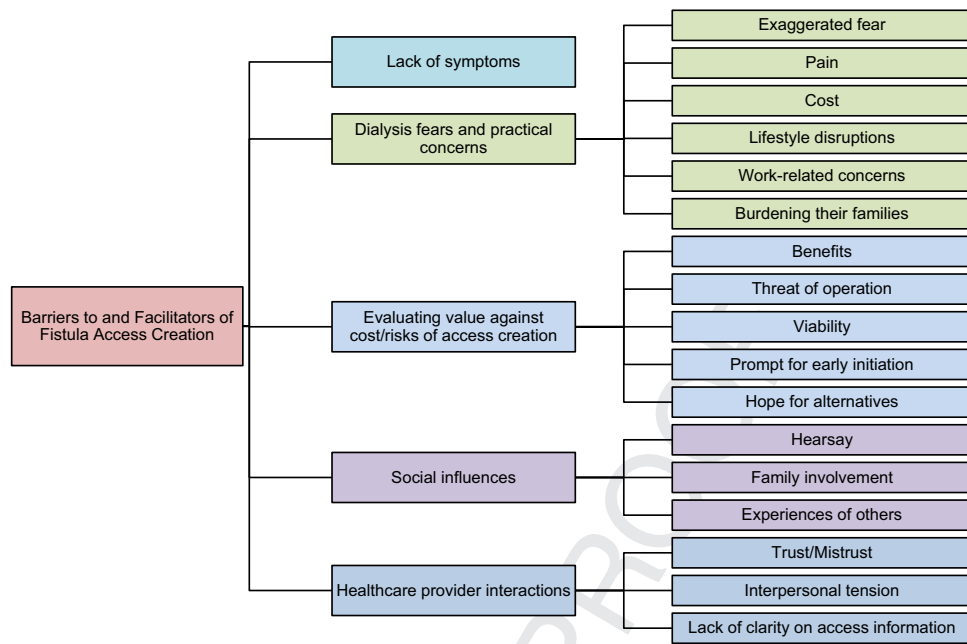 Barriers to and Facilitators of
Fistula Access Creation
Lack of symptoms
Dialysis fears and practical
concerns
Exaggerated fear
Pain
Cost
Lifestyle disruptions
Work-related concerns
Burdening their families
Evaluating value against
cost/risks of access creation
Benefits
Threat of operation
Viability
Prompt for early initiation
Hope for alternatives
Social influences
Hearsay
Family involvement
Experiences of others
Healthcare provider interactions
Trust/Mistrust
Interpersonal tension
Lack of clarity on access information
PROOF